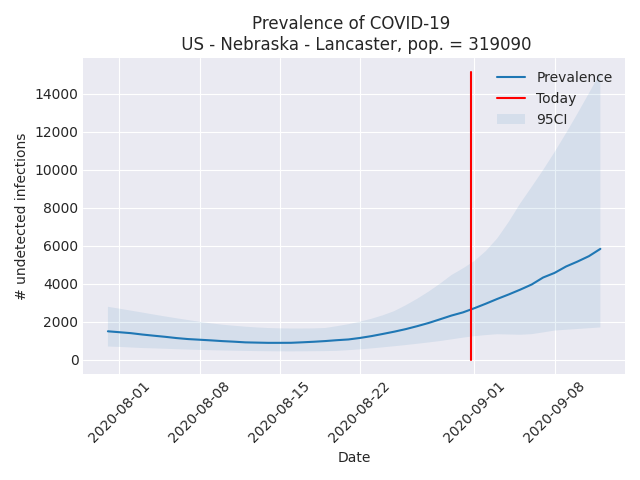 Prevalence of COVID-19
US - Nebraska - Lancaster, pop. = 319090
# undetected infections
14000
12000
10000
8000
6000
4000
2000
0
Prevalence
Today
95CI
2020-08-01
2020-08-08
2020-08-15
2020-08-22
2020-09-01
2020-09-08
Date